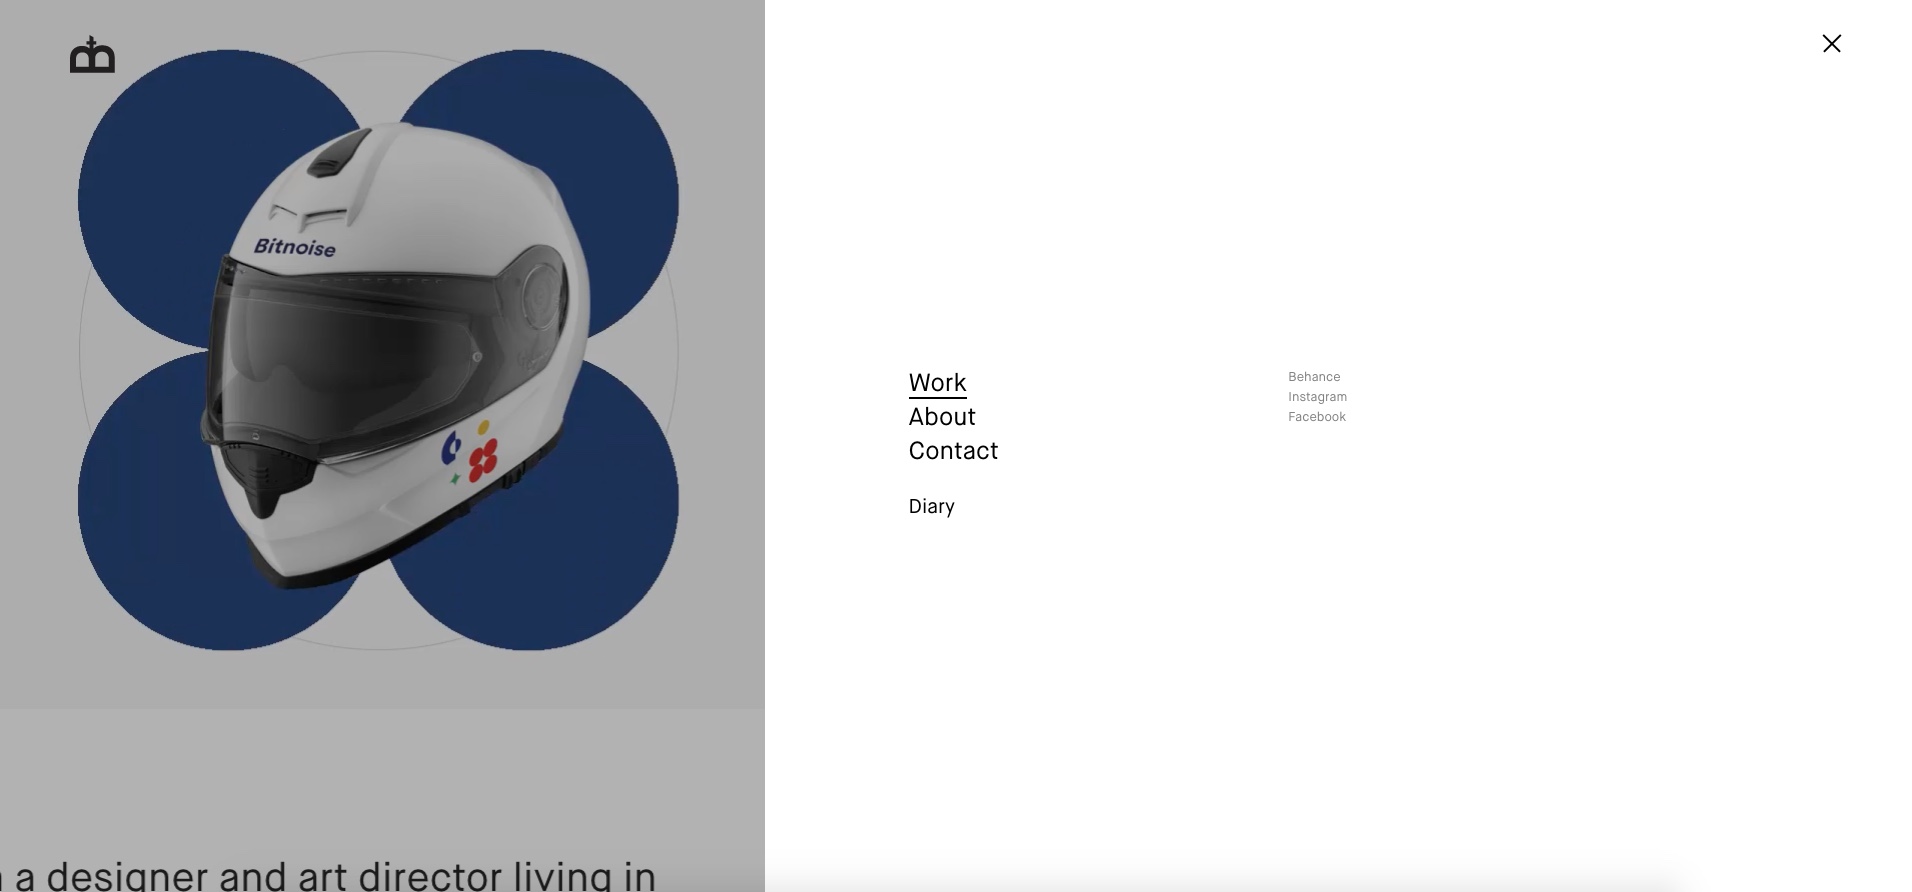 Bitnoise
Work
About
Contact
Diary
Behance
Instagram
Facebook
a designer and art director living in